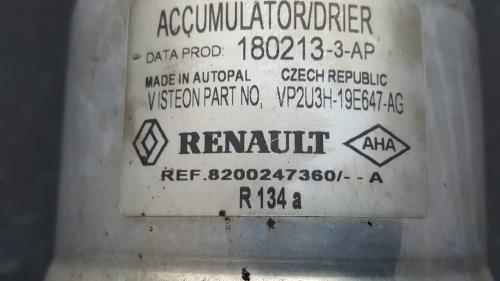 ACCUMULATOR/DRIER
DATA PROD: 180213-3-AP
MADE IN AUTOPAL CZECH REPUBLIC
VISTEON PART NO, VP2U3H-19E647-AG
RENAULT AHA
REF.8200247360/--A
R 134 a